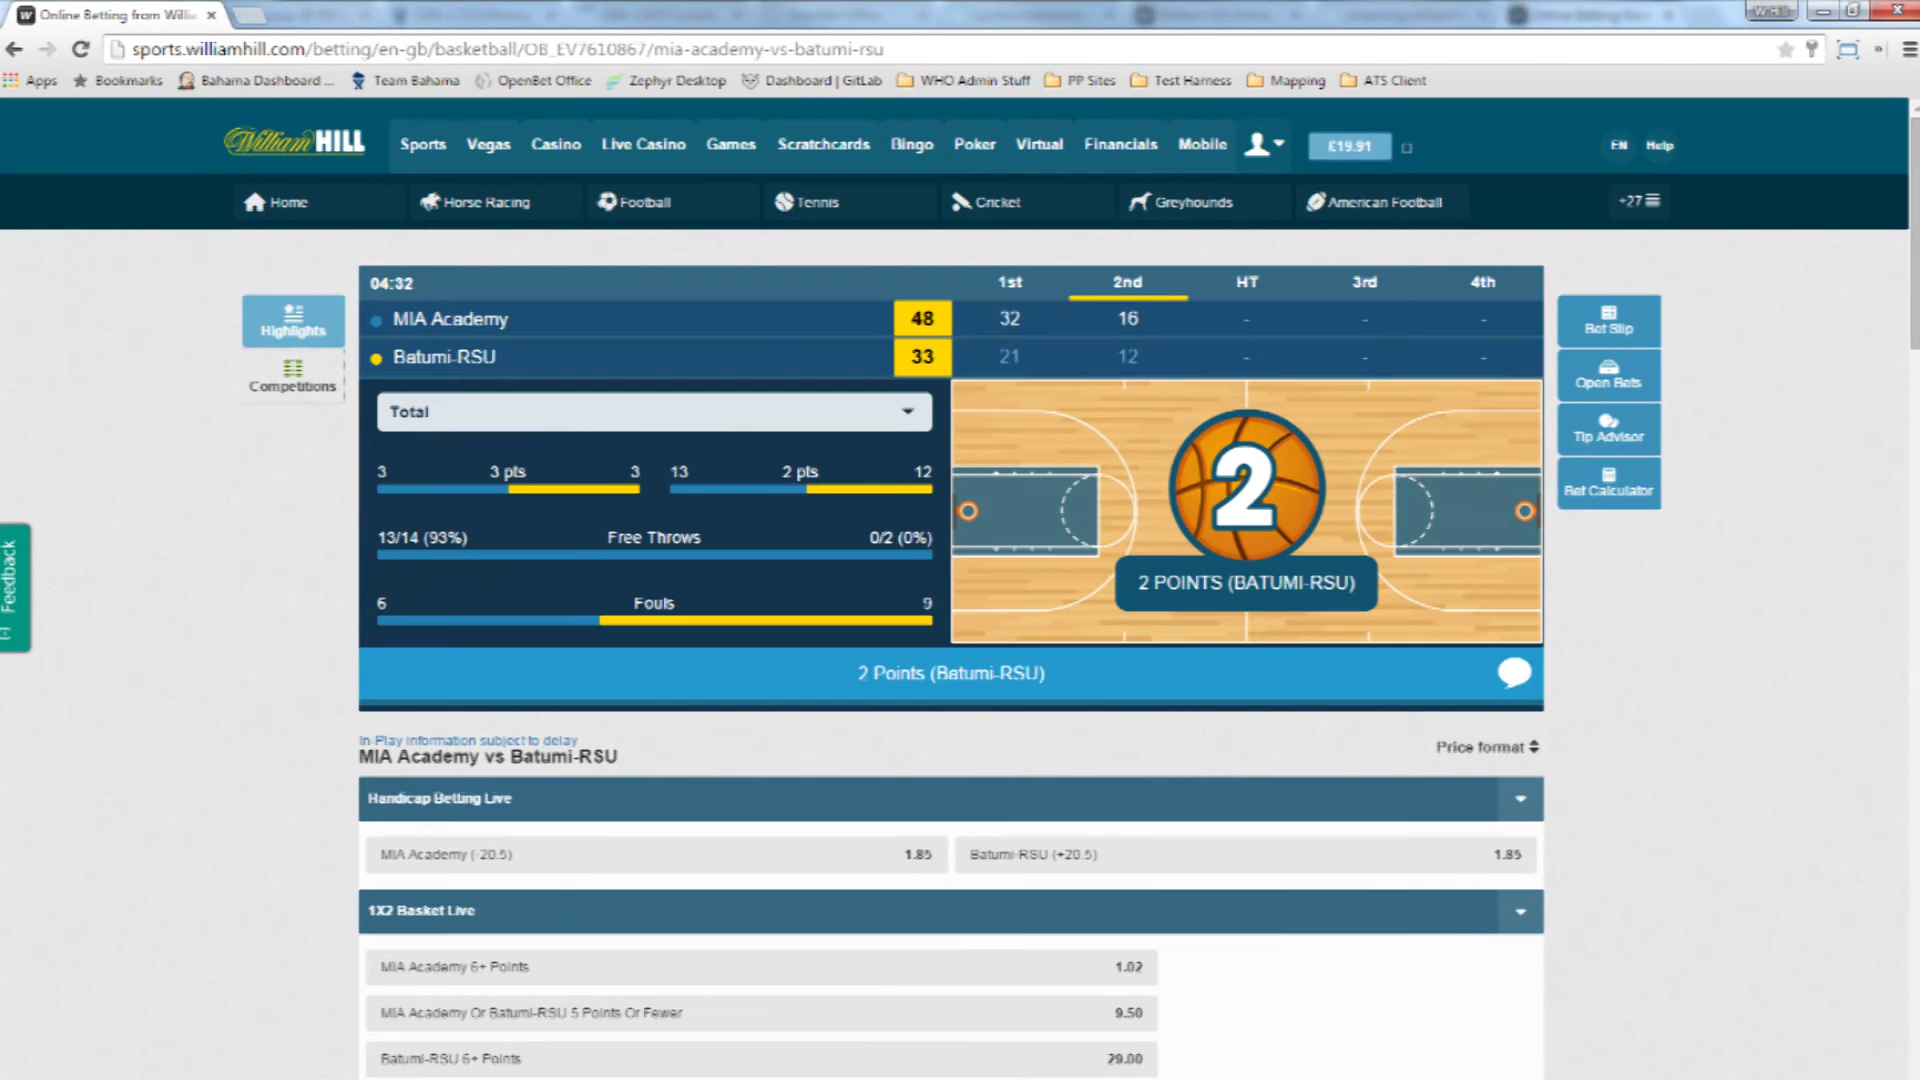 Online Betting from Willi
WHill
sports.williamhill.com/betting/en-gb/basketball/OB_EV7610867/mia-academy-vs-batumi-rsu
Apps Bookmarks Bahama Dashboard ... Team Bahama OpenBet Office Zephyr Desktop Dashboard | GitLab WHO Admin Stuff PP Sites Test Harness Mapping ATS Client
William HILL Sports Vegas Casino Live Casino Games Scratchcards Bingo Poker Virtual Financials Mobile £19.91 EN Help
Home Horse Racing Football Tennis Cricket Greyhounds American Football +27
04:32 1st 2nd HT 3rd 4th
MIA Academy 48 32 16 - - -
Batumi-RSU 33 21 12 - - -
Highlights
Competitions
Bet Slip
Open Bets
Tip Advisor
Bet Calculator
Total
3 3 pts 3 13 2 pts 12
13/14 (93%) Free Throws 0/2 (0%)
6 Fouls 9
2
2 POINTS (BATUMI-RSU)
2 Points (Batumi-RSU)
[-] Feedback
In-Play information subject to delay
MIA Academy vs Batumi-RSU
Price format
Handicap Betting Live
MIA Academy (-20.5) 1.85 Batumi-RSU (+20.5) 1.85
1X2 Basket Live
MIA Academy 6+ Points 1.02
MIA Academy Or Batumi-RSU 5 Points Or Fewer 9.50
Batumi-RSU 6+ Points 29.00